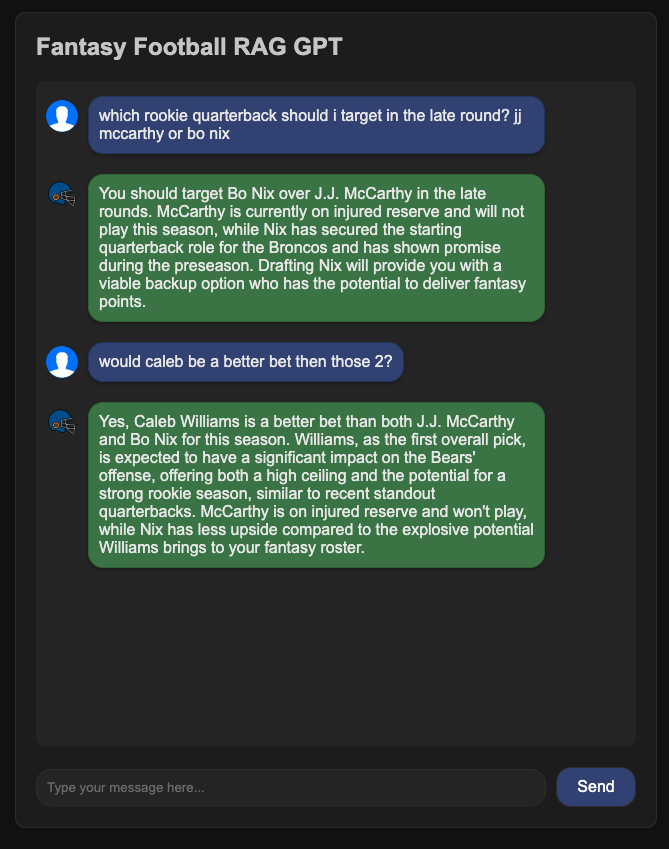 Fantasy Football RAG GPT
which rookie quarterback should i target in the late round? jj
mccarthy or bo nix
You should target Bo Nix over J.J. McCarthy in the late
rounds. McCarthy is currently on injured reserve and will not
play this season, while Nix has secured the starting
quarterback role for the Broncos and has shown promise
during the preseason. Drafting Nix will provide you with a
viable backup option who has the potential to deliver fantasy
points.
would caleb be a better bet then those 2?
Yes, Caleb Williams is a better bet than both J.J. McCarthy
and Bo Nix for this season. Williams, as the first overall pick,
is expected to have a significant impact on the Bears'
offense, offering both a high ceiling and the potential for a
strong rookie season, similar to recent standout
quarterbacks. McCarthy is on injured reserve and won't play,
while Nix has less upside compared to the explosive potential
Williams brings to your fantasy roster.
Type your message here...
Send